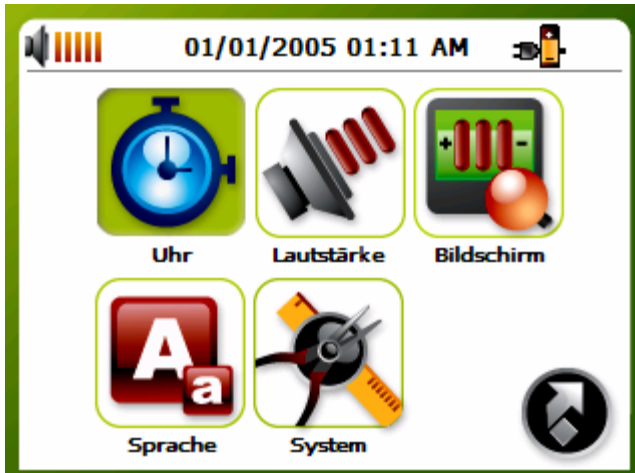 01/01/2005 01:11 AM
Uhr Lautstärke Bildschirm
A
a
Sprache System